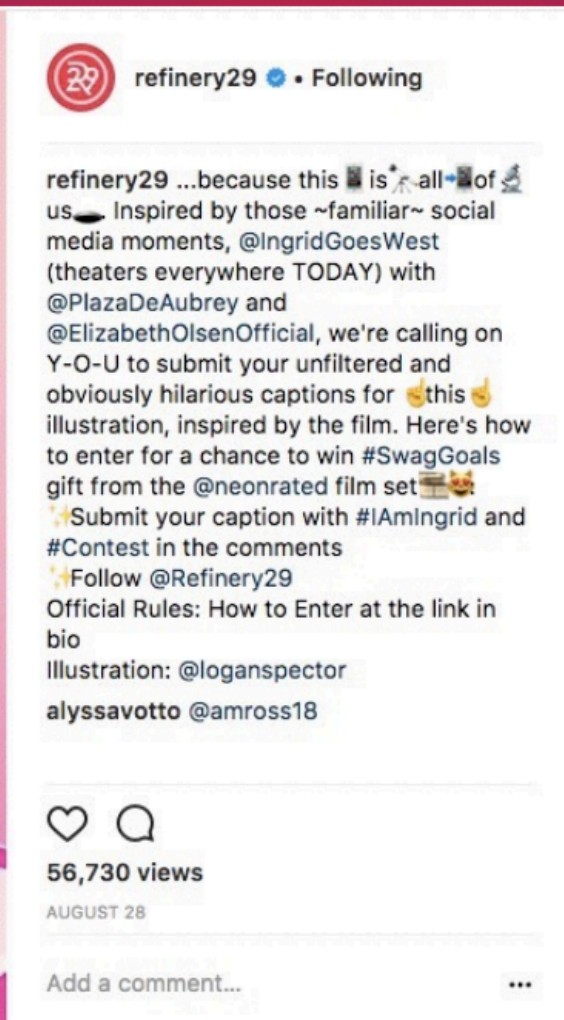 refinery29 • Following
refinery29 ...because this 📱 is 🔭 all 📲 of 🔬
us🕳️. Inspired by those ~familiar~ social
media moments, @IngridGoesWest
(theaters everywhere TODAY) with
@PlazaDeAubrey and
@ElizabethOlsenOfficial, we're calling on
Y-O-U to submit your unfiltered and
obviously hilarious captions for ☝️this☝️
illustration, inspired by the film. Here's how
to enter for a chance to win #SwagGoals
gift from the @neonrated film set🎬😻:
✨Submit your caption with #IAmIngrid and
#Contest in the comments
✨Follow @Refinery29
Official Rules: How to Enter at the link in
bio
Illustration: @loganspector
alyssavotto @amross18
56,730 views
AUGUST 28
Add a comment...